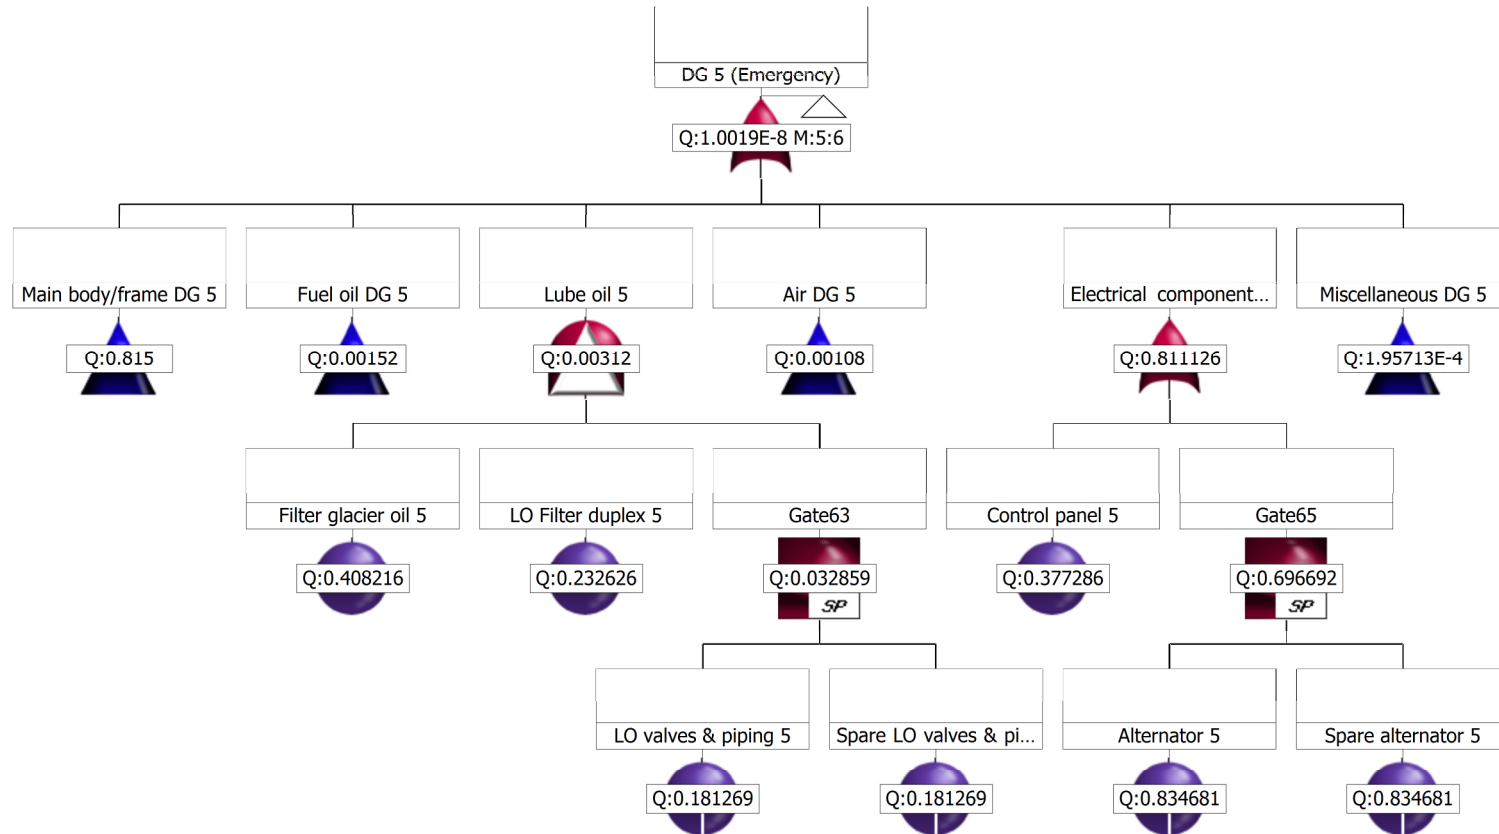 DG 5 (Emergency)
Q:1.0019E-8 M:5:6
Main body/frame DG 5
Fuel oil DG 5
Lube oil 5
Air DG 5
Electrical component...
Miscellaneous DG 5
Q:0.815
Q:0.00152
Q:0.00312
Q:0.00108
Q:0.811126
Q:1.95713E-4
Filter glacier oil 5
LO Filter duplex 5
Gate63
Control panel 5
Gate65
Q:0.408216
Q:0.232626
Q:0.032859
Q:0.377286
Q:0.696692
SP
SP
LO valves & piping 5
Spare LO valves & pi...
Alternator 5
Spare alternator 5
Q:0.181269
Q:0.181269
Q:0.834681
Q:0.834681